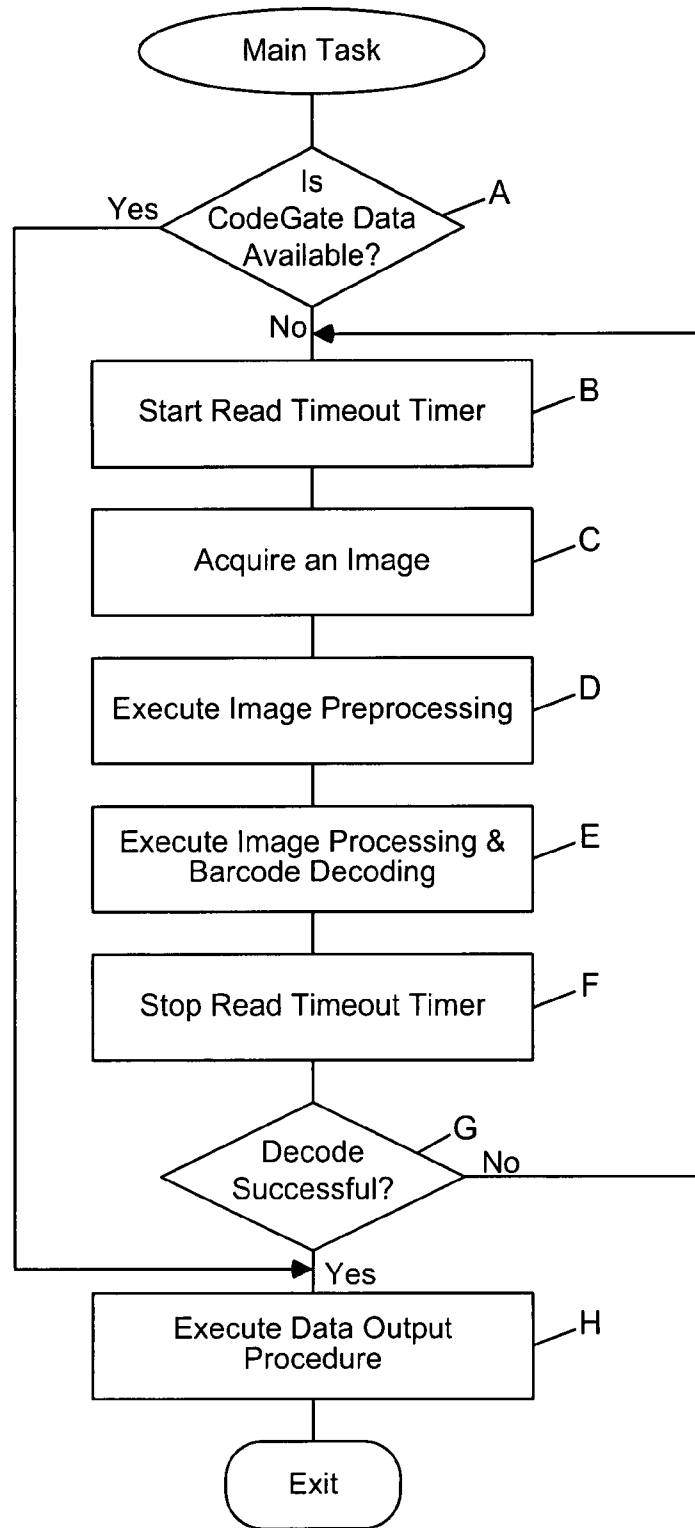 Main Task
Is
CodeGate Data
Available?
A
Yes
No
Start Read Timeout Timer
B
Acquire an Image
C
Execute Image Preprocessing
D
Execute Image Processing &
Barcode Decoding
E
Stop Read Timeout Timer
F
Decode
Successful?
G
No
Yes
Execute Data Output
Procedure
H
Exit